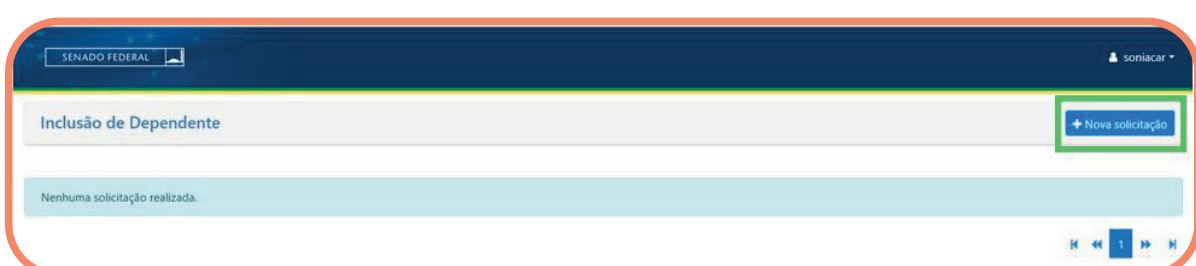 SENADO FEDERAL
soniacar
Inclusão de Dependente
+ Nova solicitação
Nenhuma solicitação realizada.
1